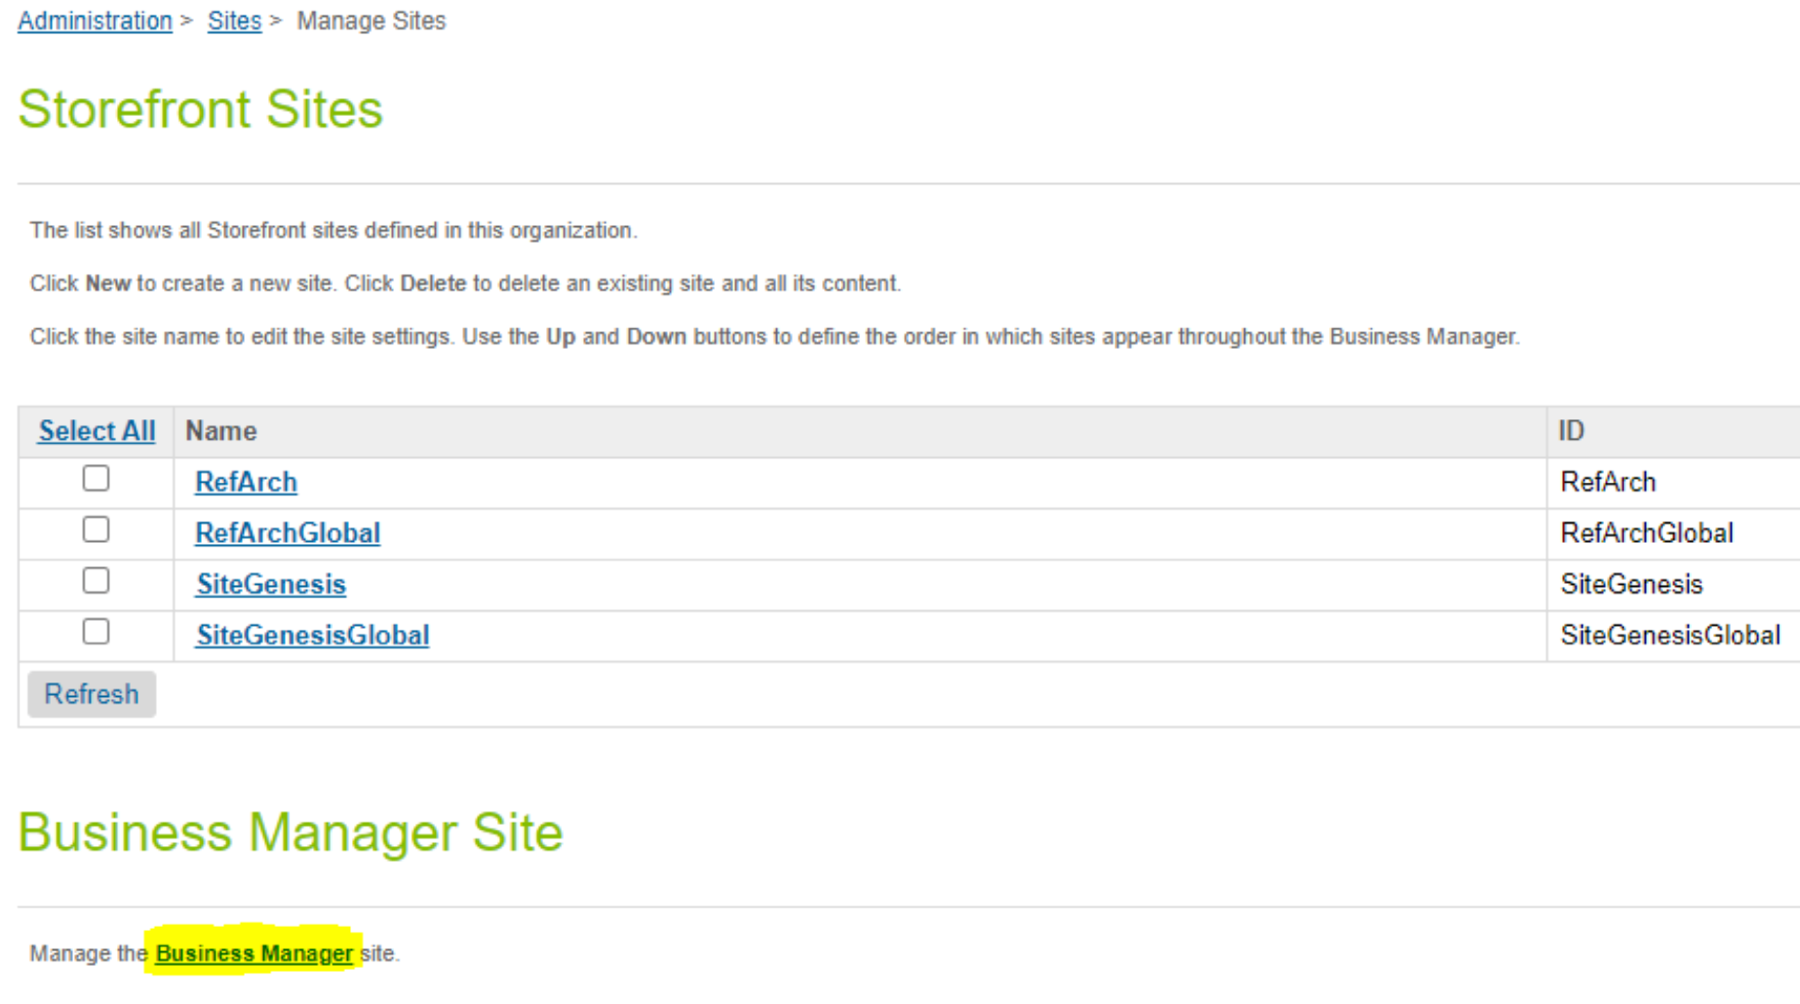 Administration > Sites > Manage Sites
Storefront Sites
The list shows all Storefront sites defined in this organization.
Click New to create a new site. Click Delete to delete an existing site and all its content.
Click the site name to edit the site settings. Use the Up and Down buttons to define the order in which sites appear throughout the Business Manager.
Select All Name ID
RefArch RefArch
RefArchGlobal RefArchGlobal
SiteGenesis SiteGenesis
SiteGenesisGlobal SiteGenesisGlobal
Refresh
Business Manager Site
Manage the Business Manager site.